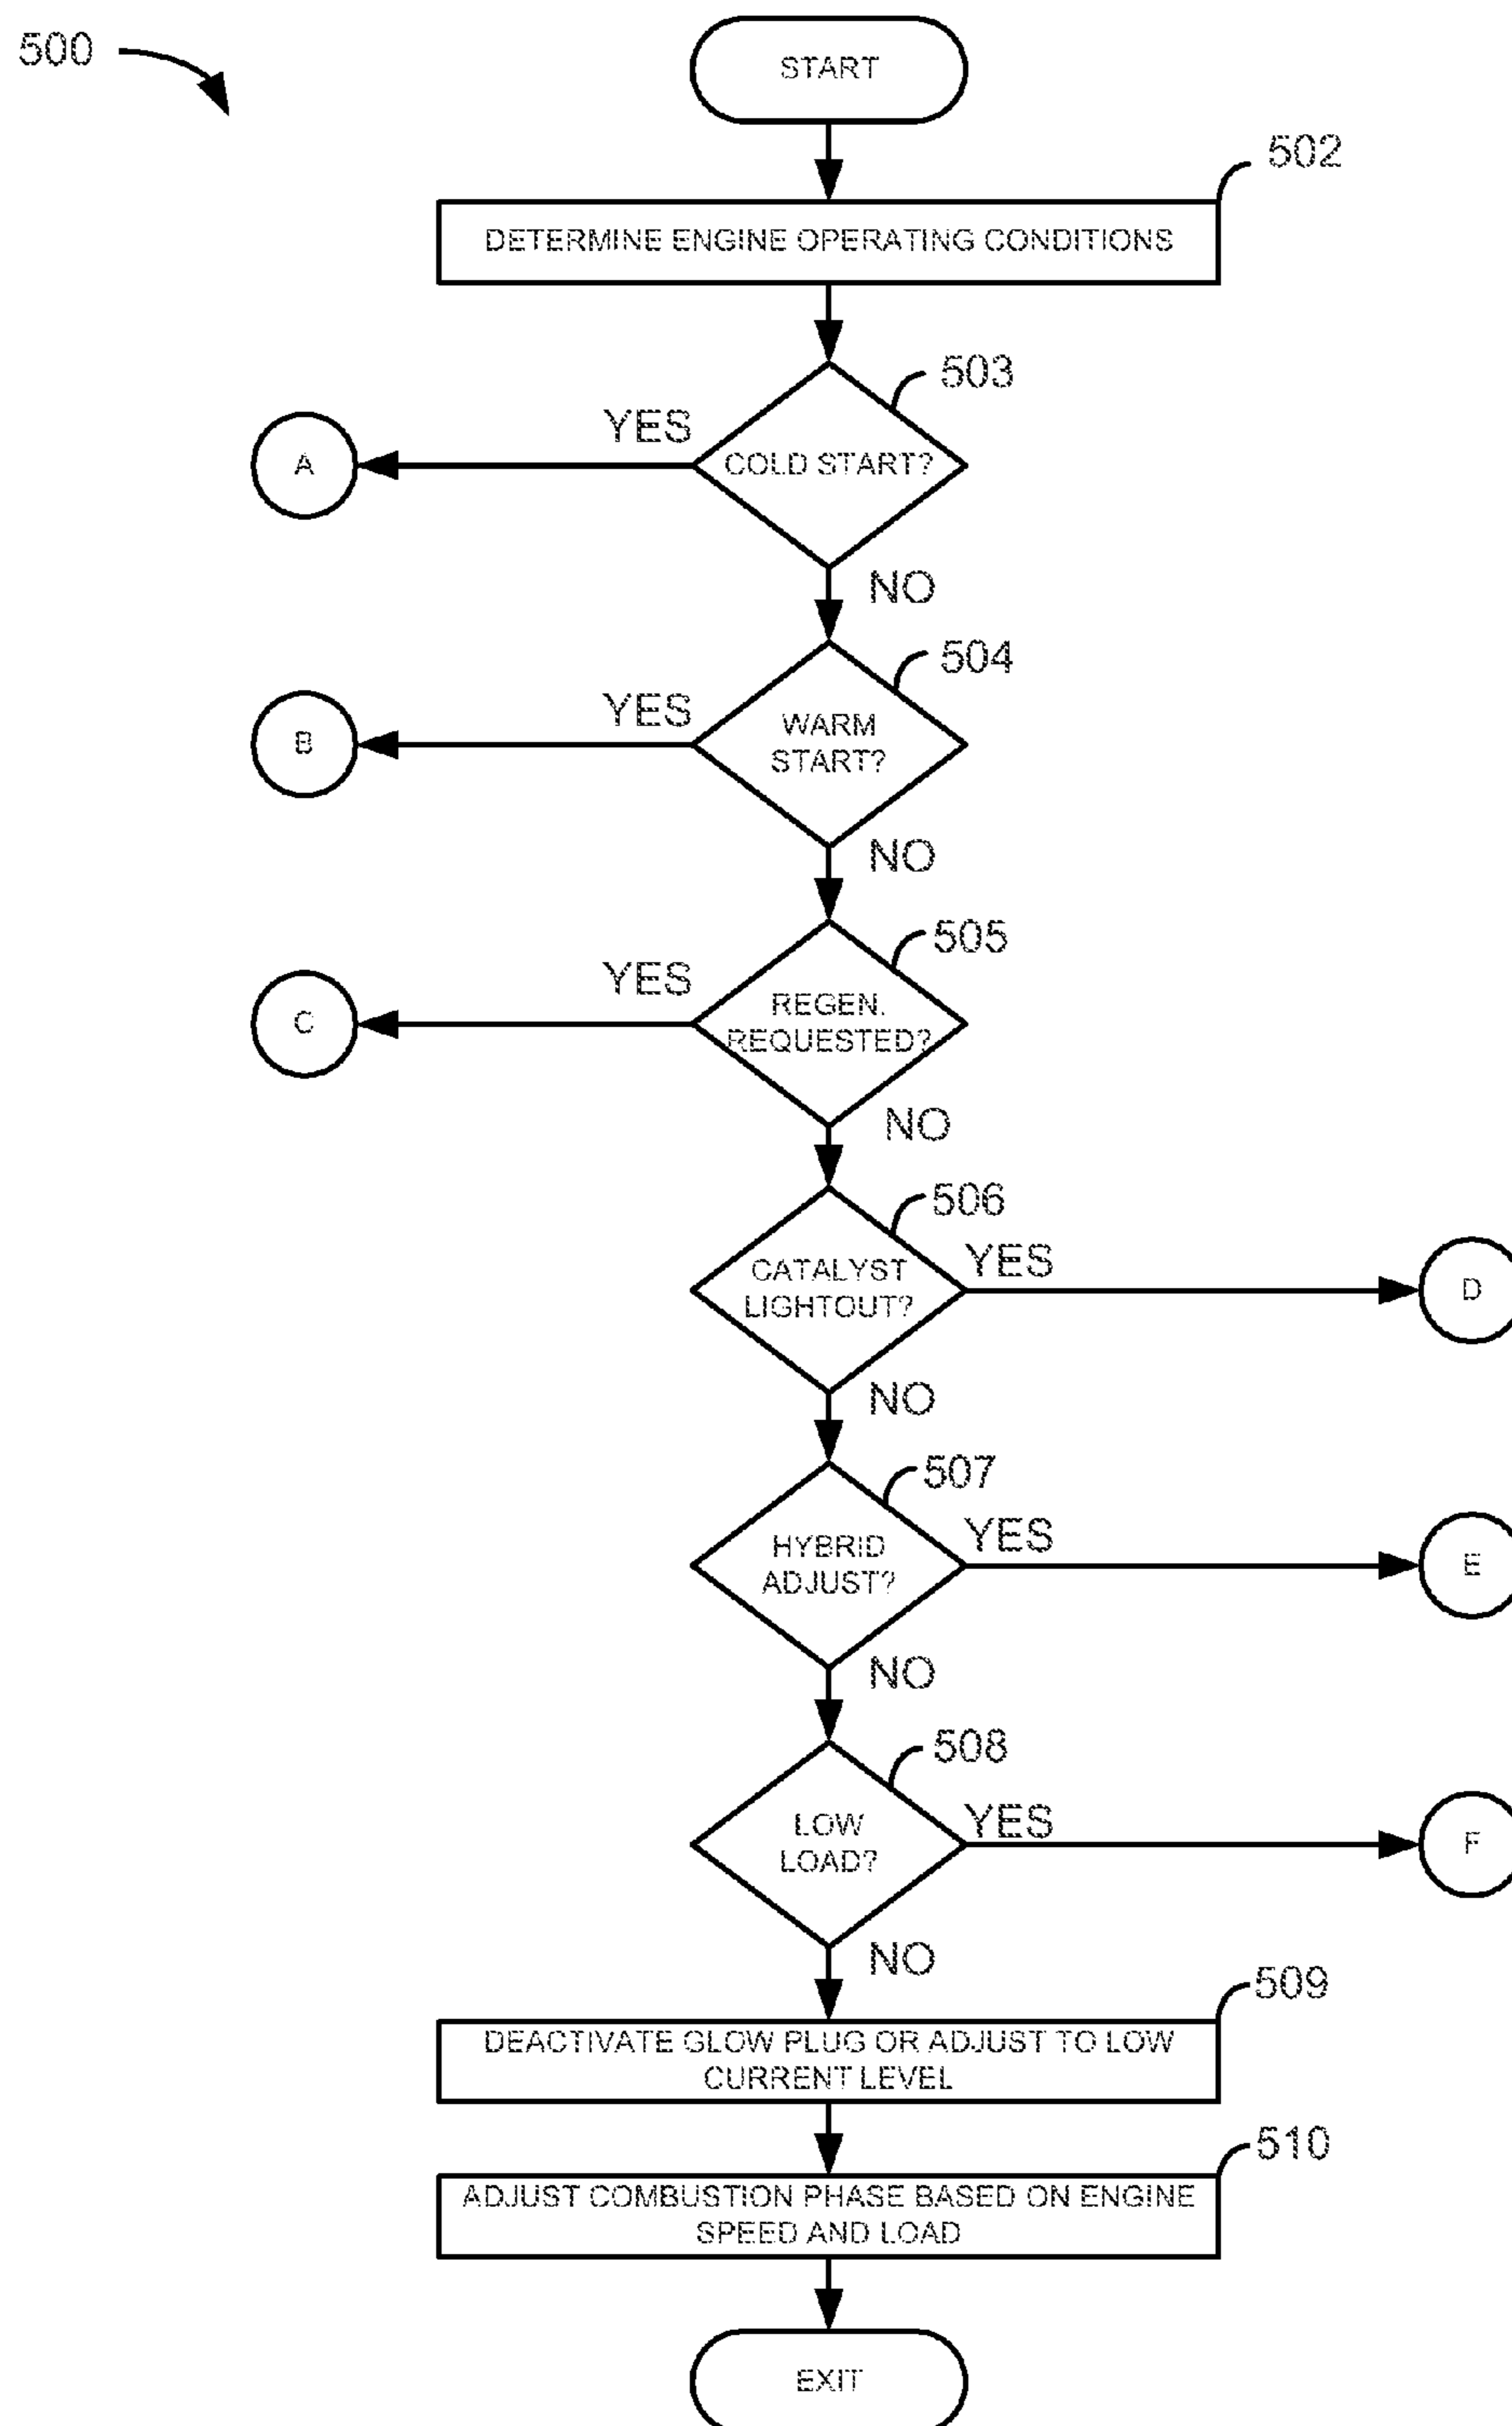 500
START
502
DETERMINE ENGINE OPERATING CONDITIONS
503
YES
A
COLD START?
NO
504
YES
B
WARM
START?
NO
505
YES
C
REGEN.
REQUESTED?
NO
506
CATALYST
LIGHTOUT?
YES
D
NO
507
HYBRID
ADJUST?
YES
E
NO
508
LOW
LOAD?
YES
F
NO
509
DEACTIVATE GLOW PLUG OR ADJUST TO LOW
CURRENT LEVEL
510
ADJUST COMBUSTION PHASE BASED ON ENGINE
SPEED AND LOAD
EXIT